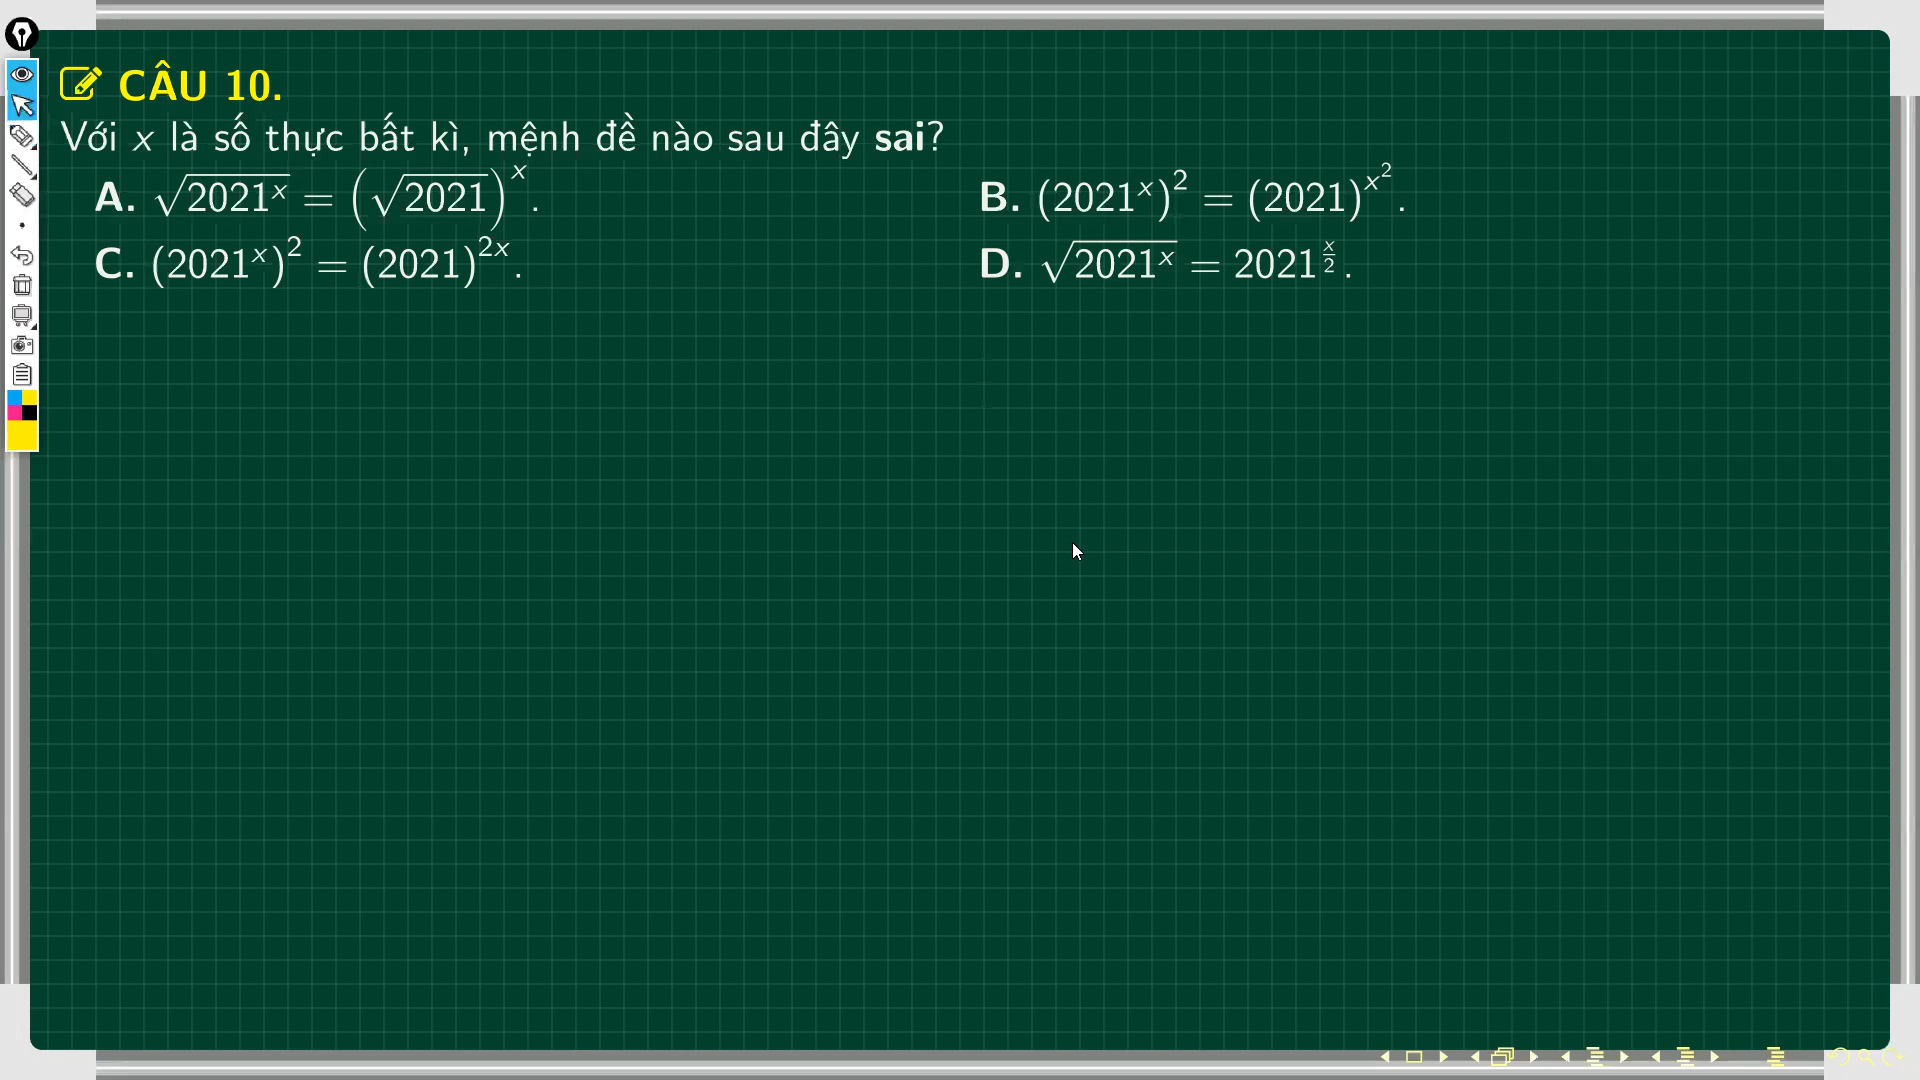 CÂU 10.
Với x là số thực bất kì, mệnh đề nào sau đây sai?
A. √(2021^x) = (√2021)^x. B. (2021^x)^2 = (2021)^(x^2).
C. (2021^x)^2 = (2021)^(2x). D. √(2021^x) = 2021^(x/2).